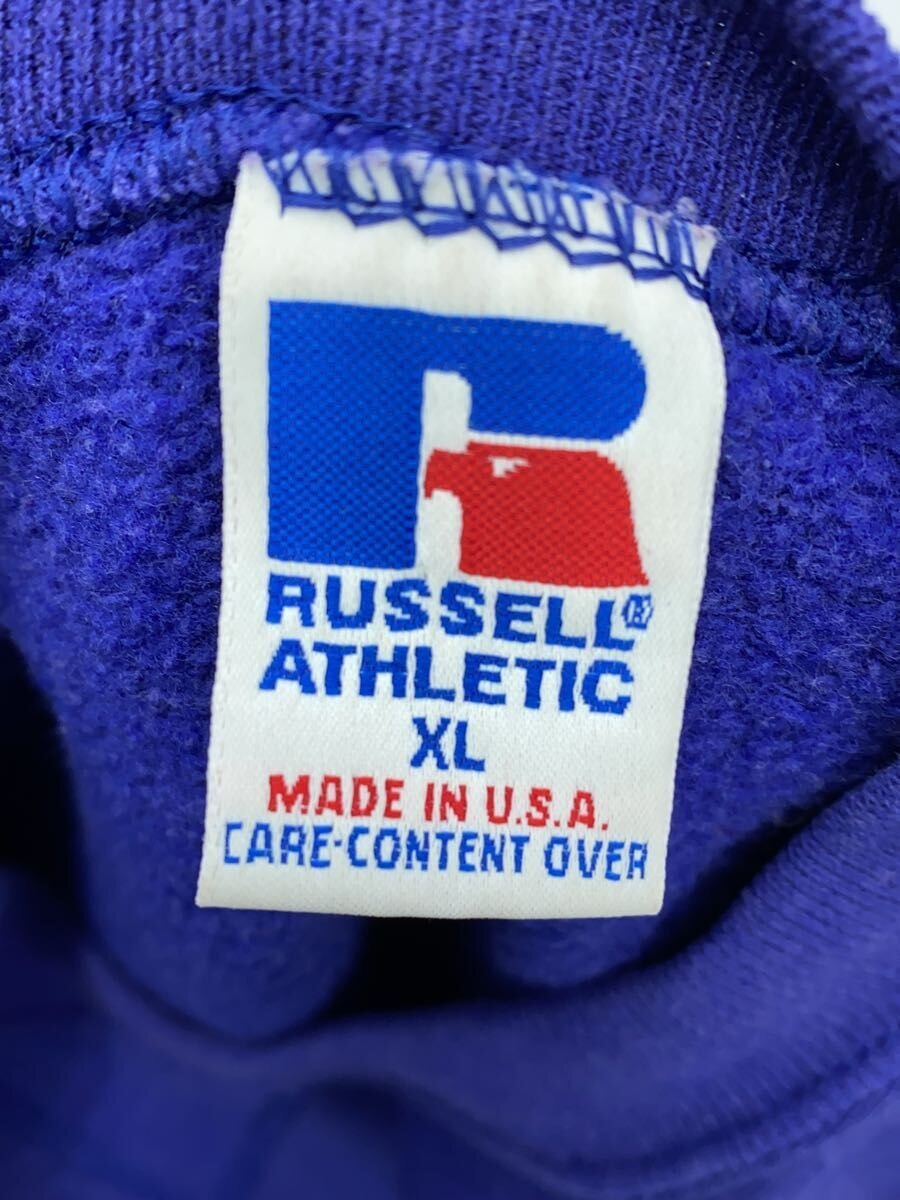 RUSSELL®
ATHLETIC
XL
MADE IN U.S.A.
CARE-CONTENT OVER